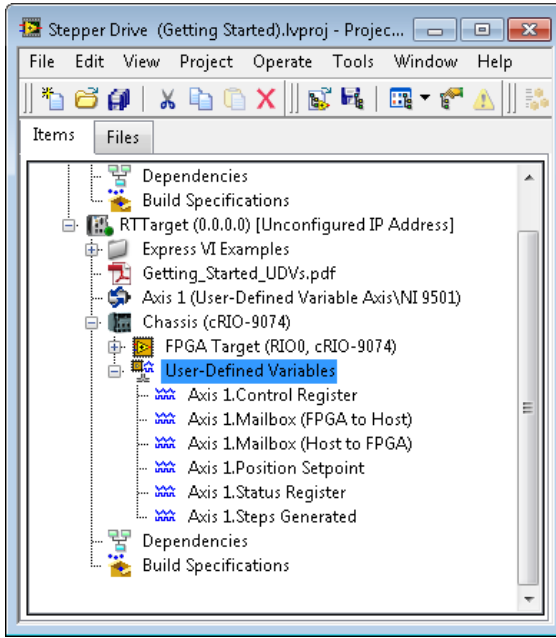 Stepper Drive (Getting Started).lvproj - Projec...
File Edit View Project Operate Tools Window Help
Items Files
Dependencies
Build Specifications
RTTarget (0.0.0.0) [Unconfigured IP Address]
Express VI Examples
Getting_Started_UDVs.pdf
Axis 1 (User-Defined Variable Axis\NI 9501)
Chassis (cRIO-9074)
FPGA Target (RIO0, cRIO-9074)
User-Defined Variables
Axis 1.Control Register
Axis 1.Mailbox (FPGA to Host)
Axis 1.Mailbox (Host to FPGA)
Axis 1.Position Setpoint
Axis 1.Status Register
Axis 1.Steps Generated
Dependencies
Build Specifications